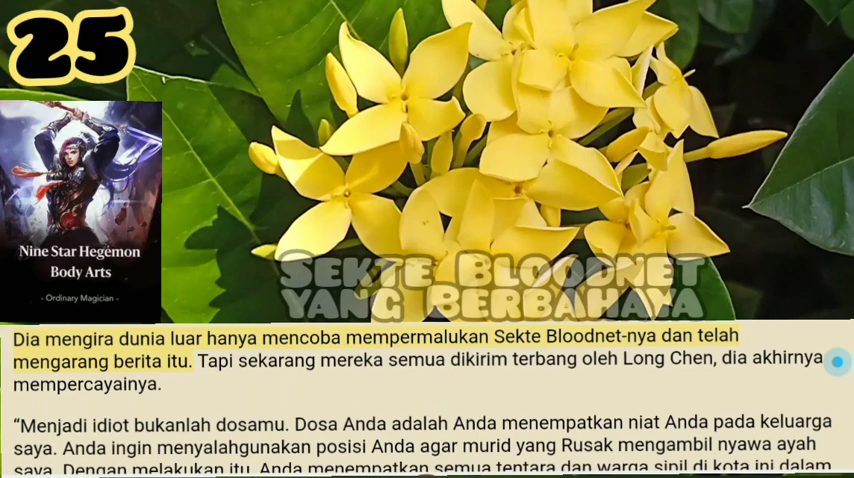 25
Nine Star Hegemon
Body Arts
- Ordinary Magician -
SEKTE BLOODNET
YANG BERBAHAYA
Dia mengira dunia luar hanya mencoba mempermalukan Sekte Bloodnet-nya dan telah
mengarang berita itu. Tapi sekarang mereka semua dikirim terbang oleh Long Chen, dia akhirnya
mempercayainya.
“Menjadi idiot bukanlah dosamu. Dosa Anda adalah Anda menempatkan niat Anda pada keluarga
saya. Anda ingin menyalahgunakan posisi Anda agar murid yang Rusak mengambil nyawa ayah
saya. Dengan melakukan itu, Anda menempatkan semua tentara dan warga sipil di kota ini dalam